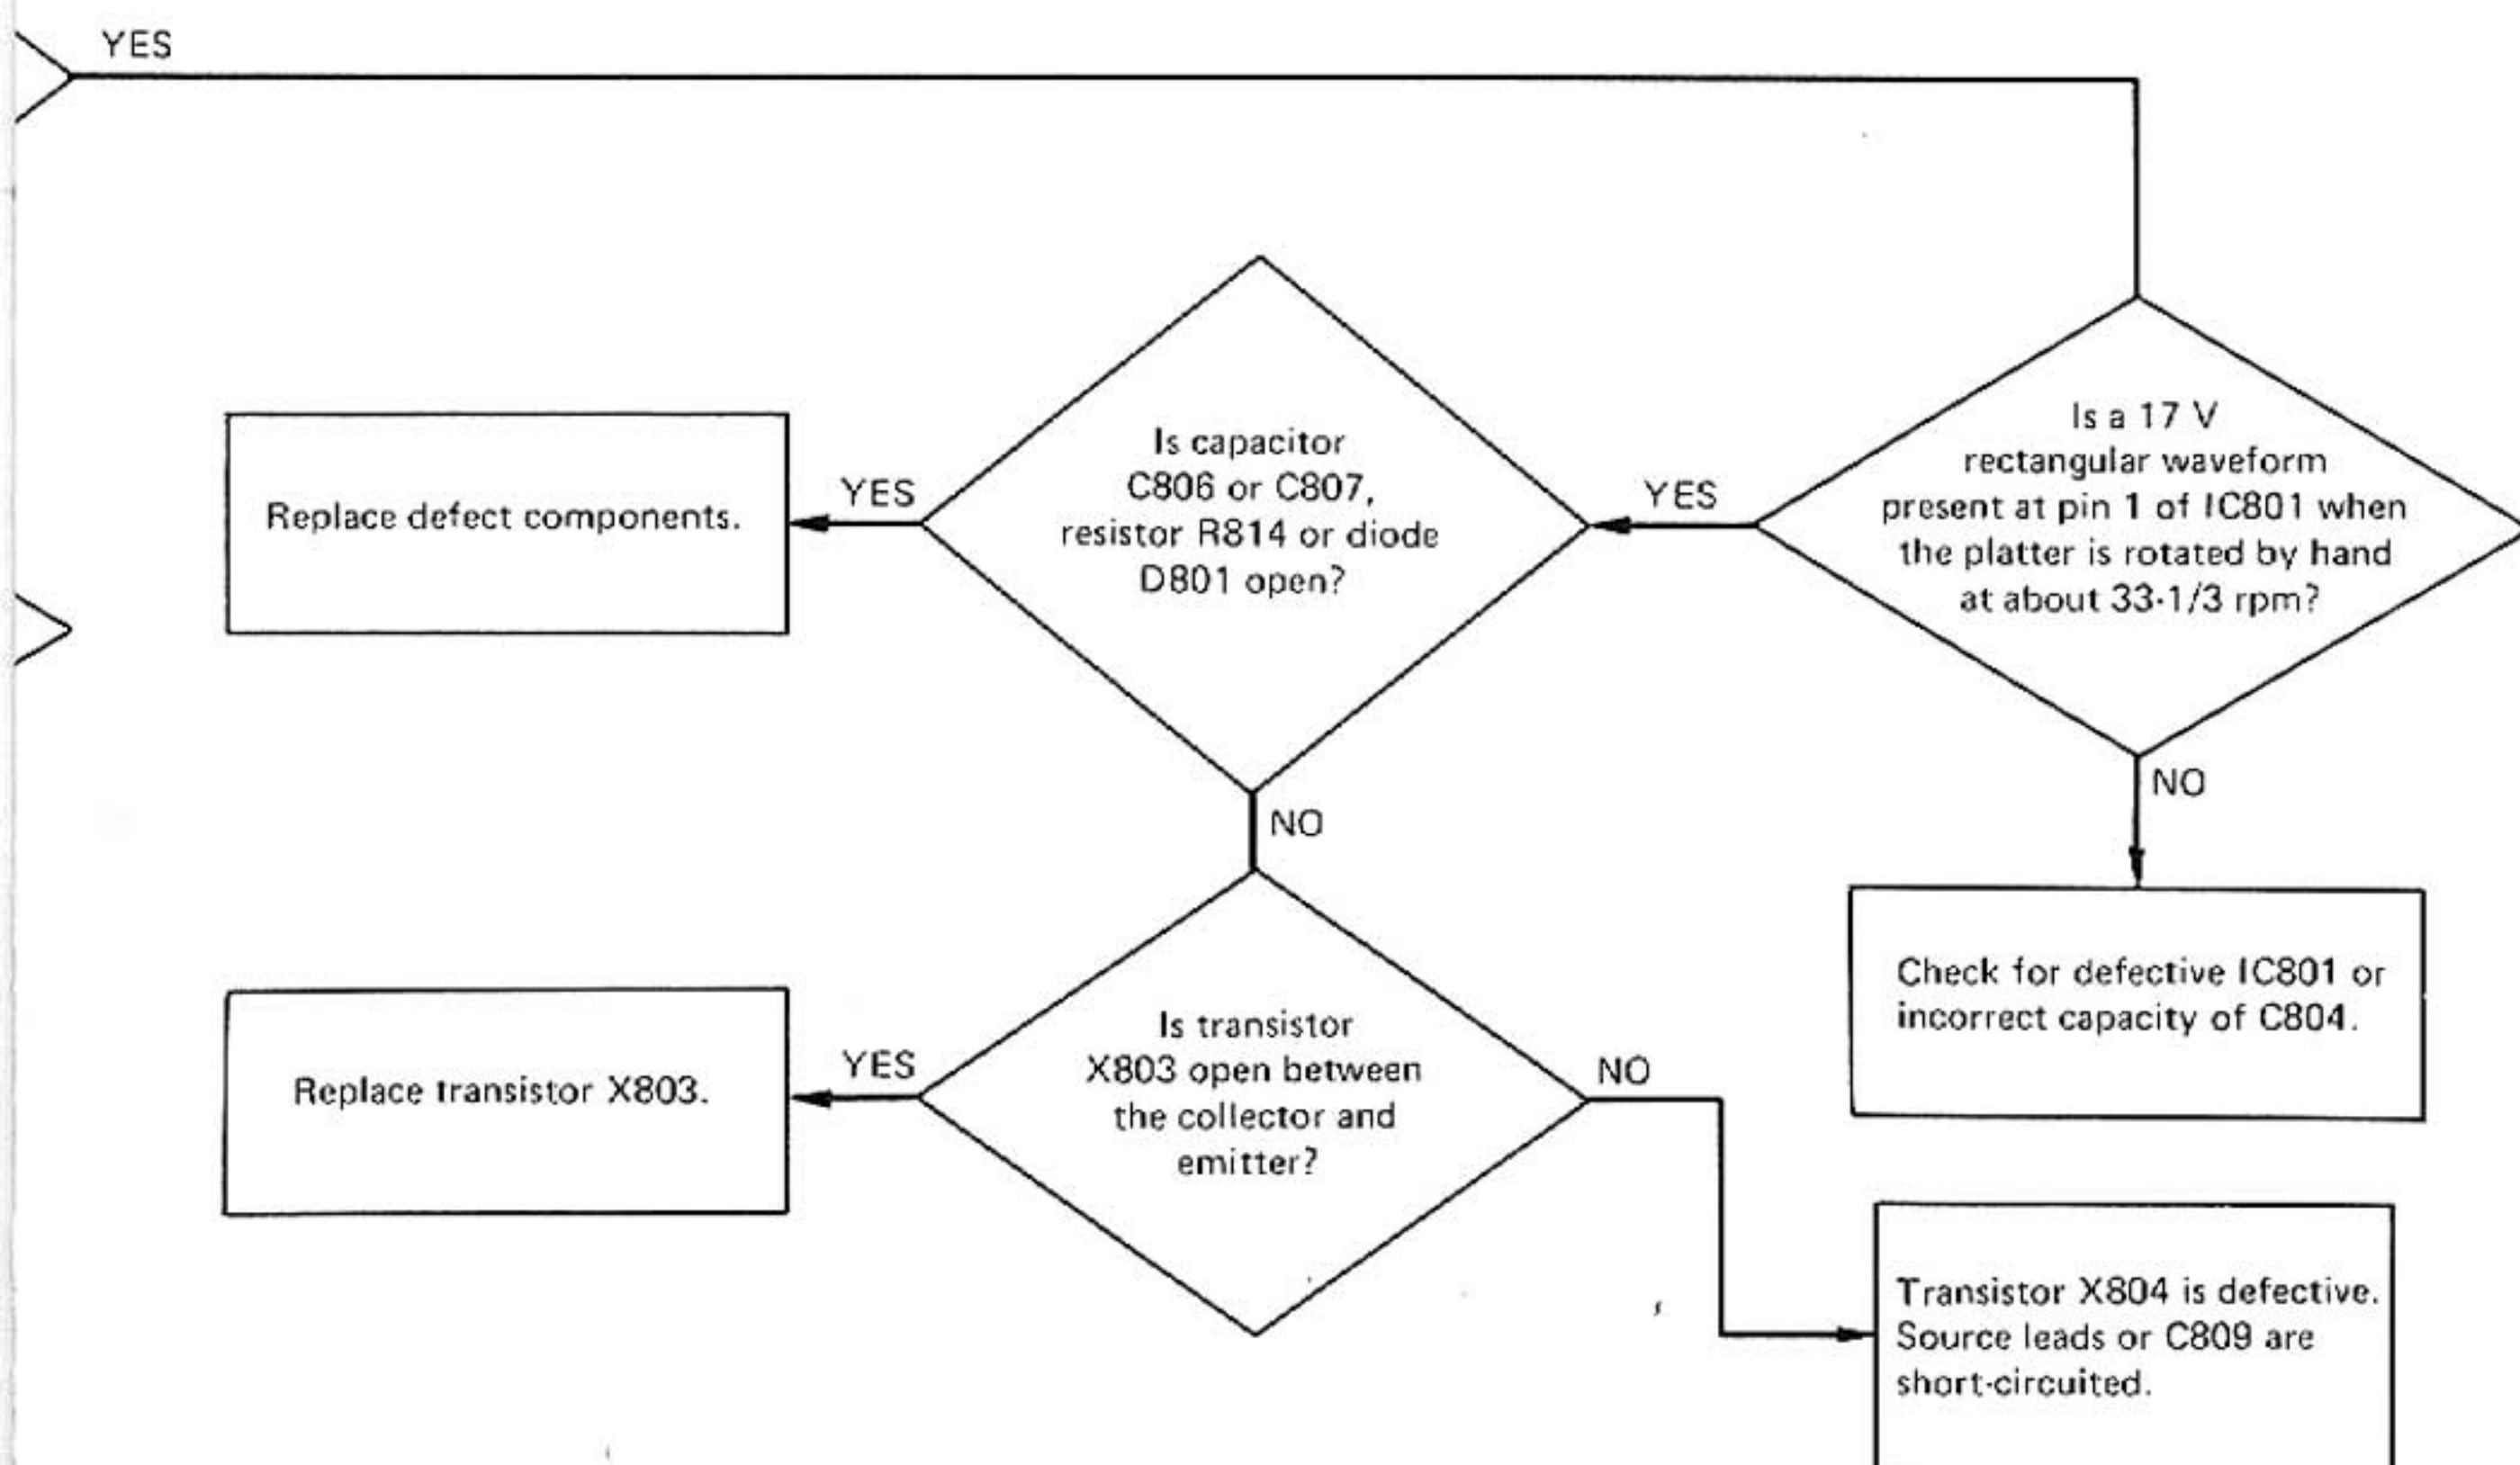 YES
Is a 17 V
rectangular waveform
present at pin 1 of IC801 when
the platter is rotated by hand
at about 33-1/3 rpm?
YES
Is capacitor
C806 or C807,
resistor R814 or diode
D801 open?
YES
Replace defect components.
NO
NO
Check for defective IC801 or
incorrect capacity of C804.
Is transistor
X803 open between
the collector and
emitter?
YES
Replace transistor X803.
NO
Transistor X804 is defective.
Source leads or C809 are
short-circuited.